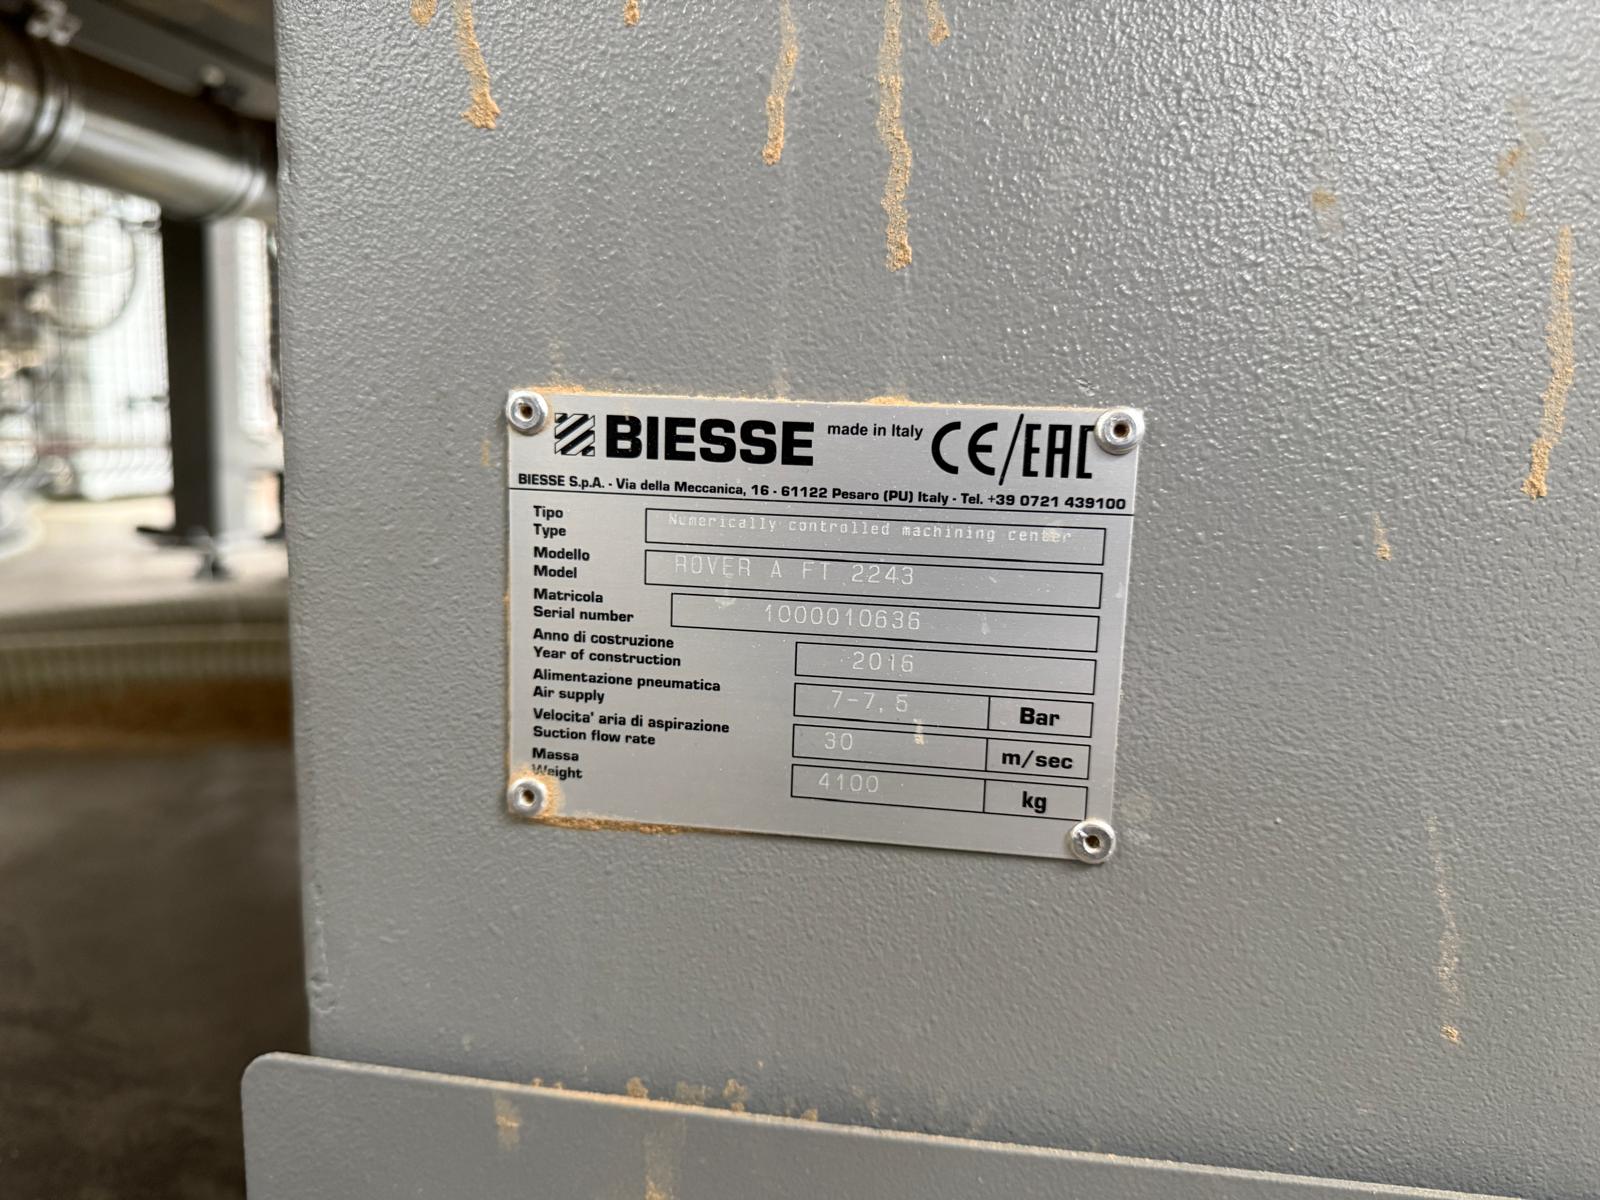 BIESSE made in Italy CE/EAC
BIESSE S.p.A. - Via della Meccanica, 16 - 61122 Pesaro (PU) Italy - Tel. +39 0721 439100
Tipo
Type
Numerically controlled machining center
Modello
Model
ROVER A FT 2243
Matricola
Serial number
1000010636
Anno di costruzione
Year of construction
2016
Alimentazione pneumatica
Air supply
7-7,5 Bar
Velocita' aria di aspirazione
Suction flow rate
30 m/sec
Massa
Weight
4100 kg